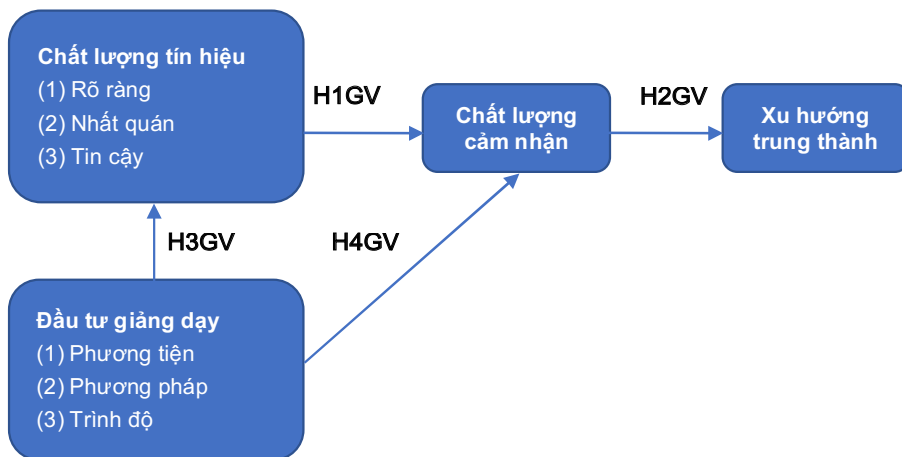 Chất lượng tín hiệu
(1) Rõ ràng
(2) Nhất quán
(3) Tin cậy
H1GV
Chất lượng
cảm nhận
H2GV
Xu hướng
trung thành
H3GV
H4GV
Đầu tư giảng dạy
(1) Phương tiện
(2) Phương pháp
(3) Trình độ